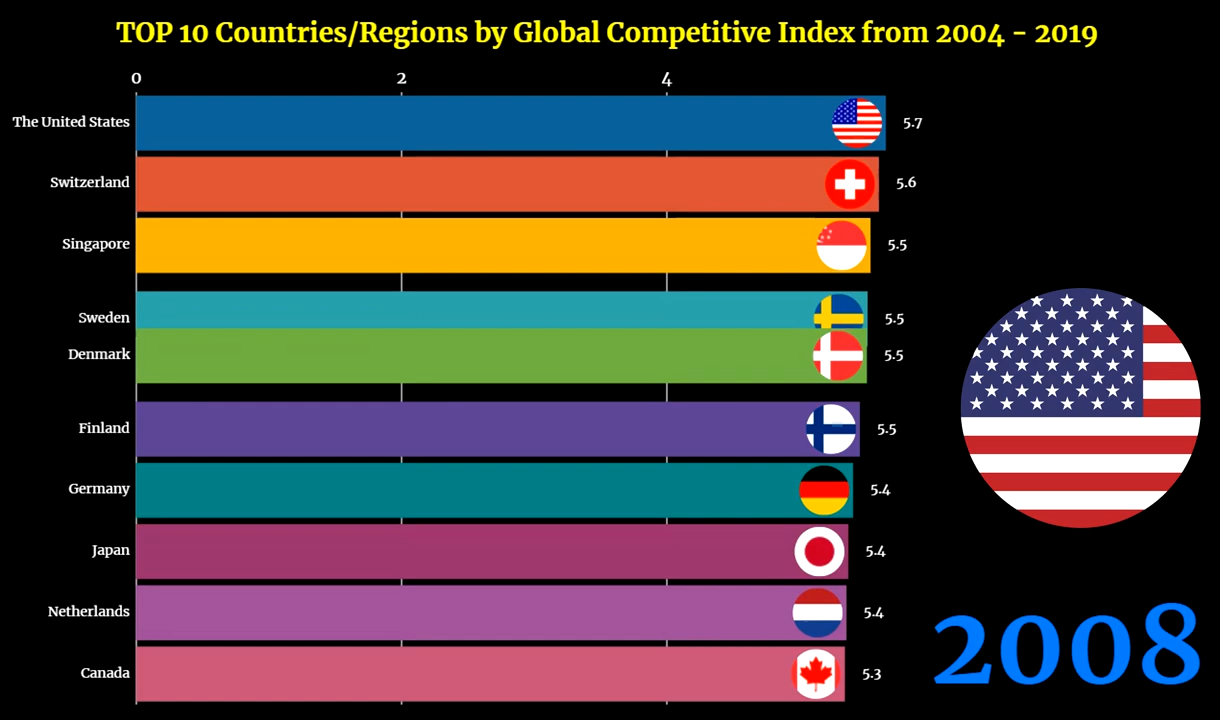 TOP 10 Countries/Regions by Global Competitive Index from 2004 - 2019
0 2 4
The United States 5.7
Switzerland 5.6
Singapore 5.5
Sweden 5.5
Denmark 5.5
Finland 5.5
Germany 5.4
Japan 5.4
Netherlands 5.4
Canada 5.3
2008